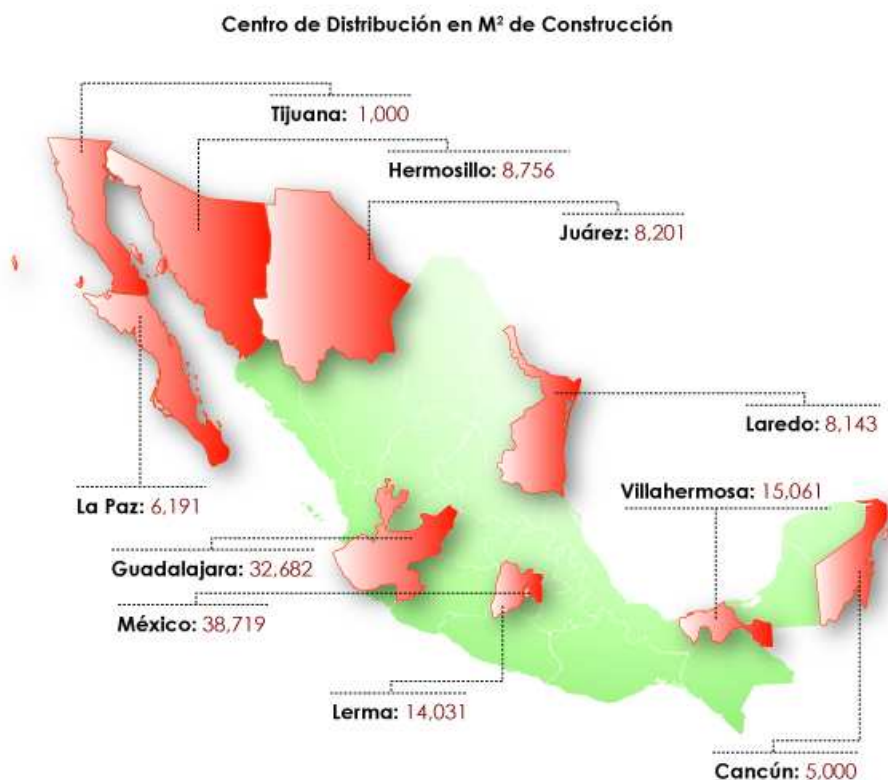 Centro de Distribución en M² de Construcción
Tijuana: 1,000
Hermosillo: 8,756
Juárez: 8,201
Laredo: 8,143
Villahermosa: 15,061
La Paz: 6,191
Guadalajara: 32,682
México: 38,719
Lerma: 14,031
Cancún: 5,000